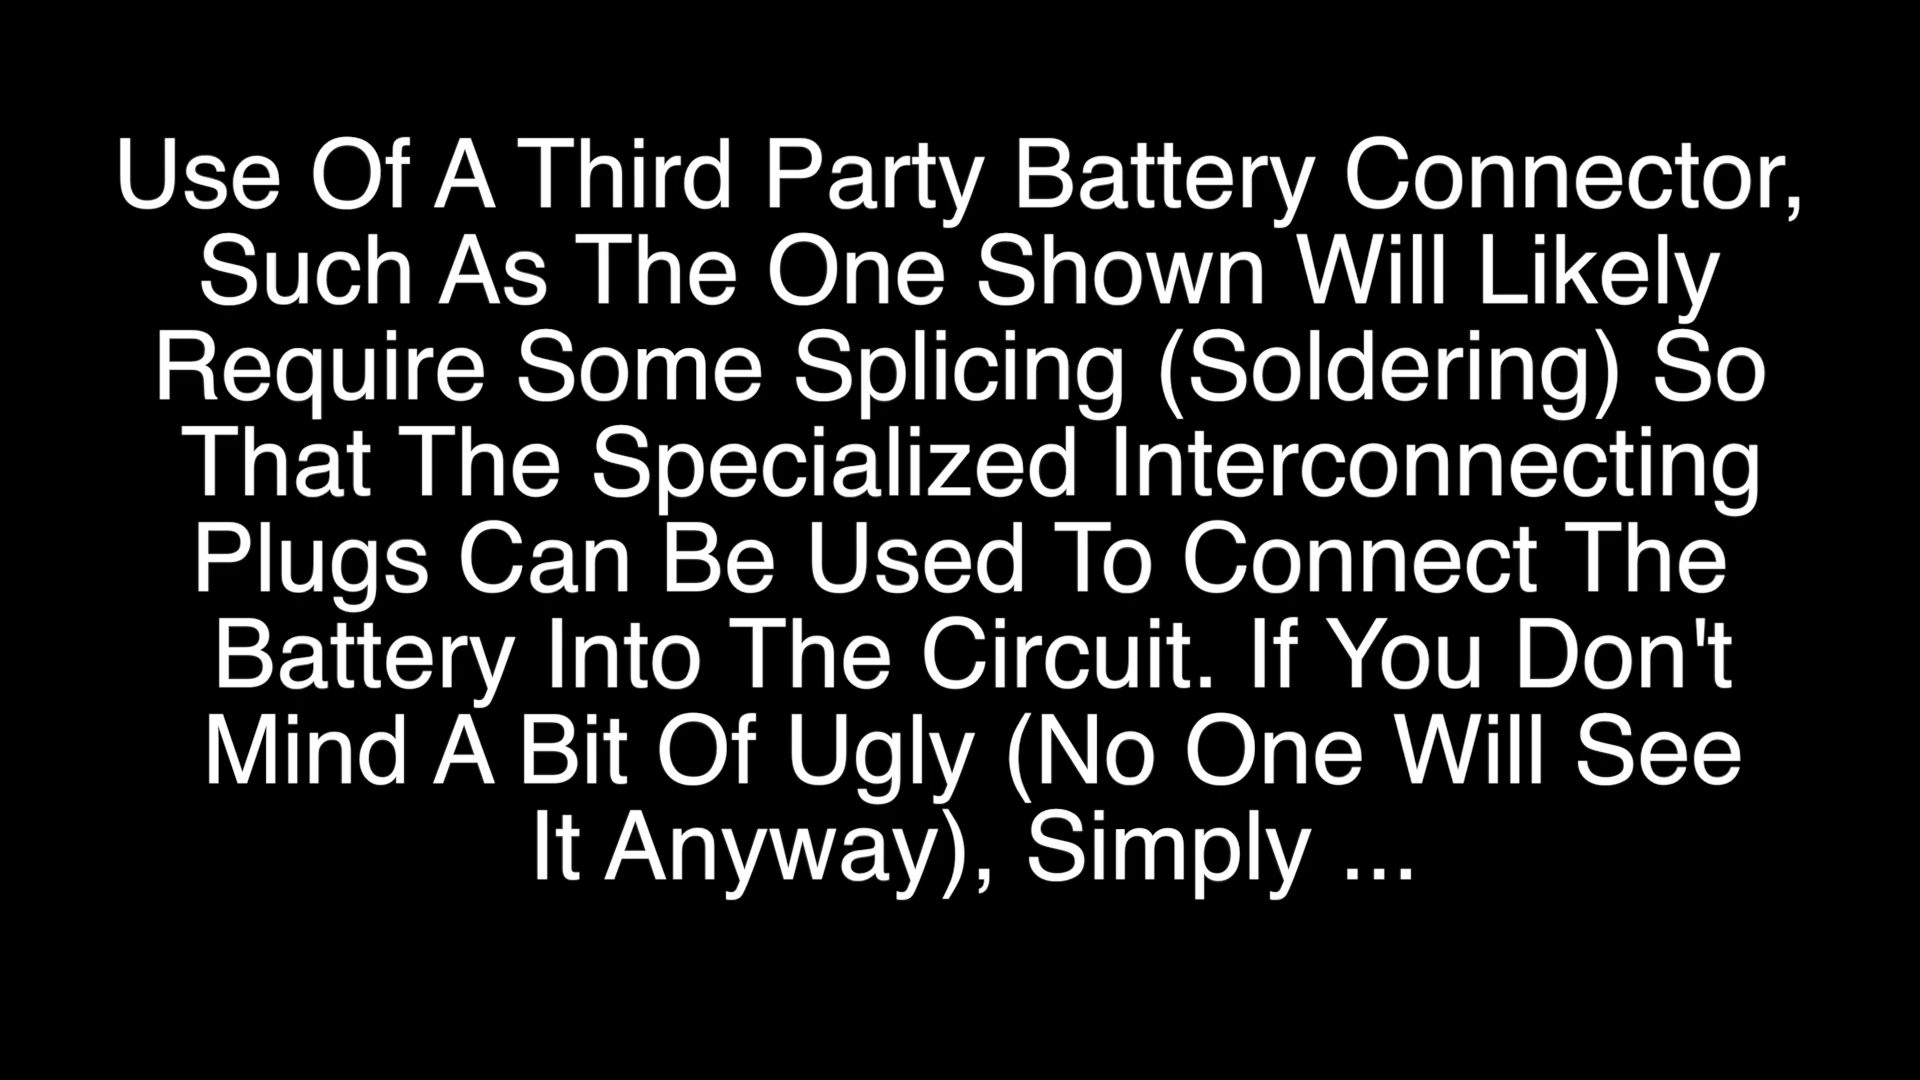 Use Of A Third Party Battery Connector,
Such As The One Shown Will Likely
Require Some Splicing (Soldering) So
That The Specialized Interconnecting
Plugs Can Be Used To Connect The
Battery Into The Circuit. If You Don't
Mind A Bit Of Ugly (No One Will See
It Anyway), Simply ...